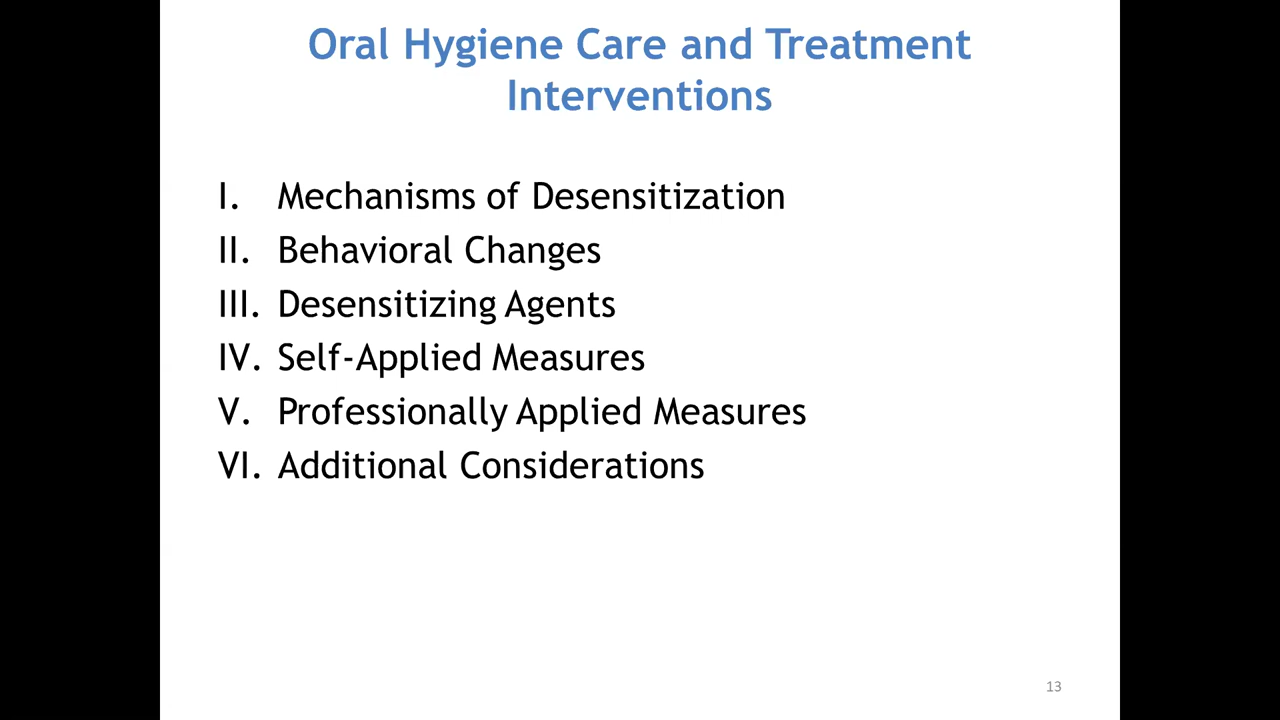 Oral Hygiene Care and Treatment
Interventions
I. Mechanisms of Desensitization
II. Behavioral Changes
III. Desensitizing Agents
IV. Self-Applied Measures
V. Professionally Applied Measures
VI. Additional Considerations
13